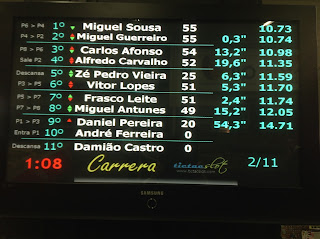 P6 > P4 1º Miguel Sousa 55 10.73
P4 > P2 2º Miguel Guerreiro 55 0,3" 10.74
P8 > P6 3º Carlos Afonso 54 13,2" 10.98
Sale P2 4º Alfredo Carvalho 52 19,6" 11.35
Descansa 5º Zé Pedro Vieira 25 6,3" 11.59
P3 > P5 6º Vitor Lopes 51 5,3" 11.70
P5 > P7 7º Frasco Leite 51 2,4" 11.74
P7 > P8 8º Miguel Antunes 49 15,2" 12.05
P1 > P3 9º Daniel Pereira 20 54,3" 14.71
Entra P1 10º André Ferreira 0
Descansa 11º Damião Castro 0
1:08 Carrera slot 2/11
SAMSUNG